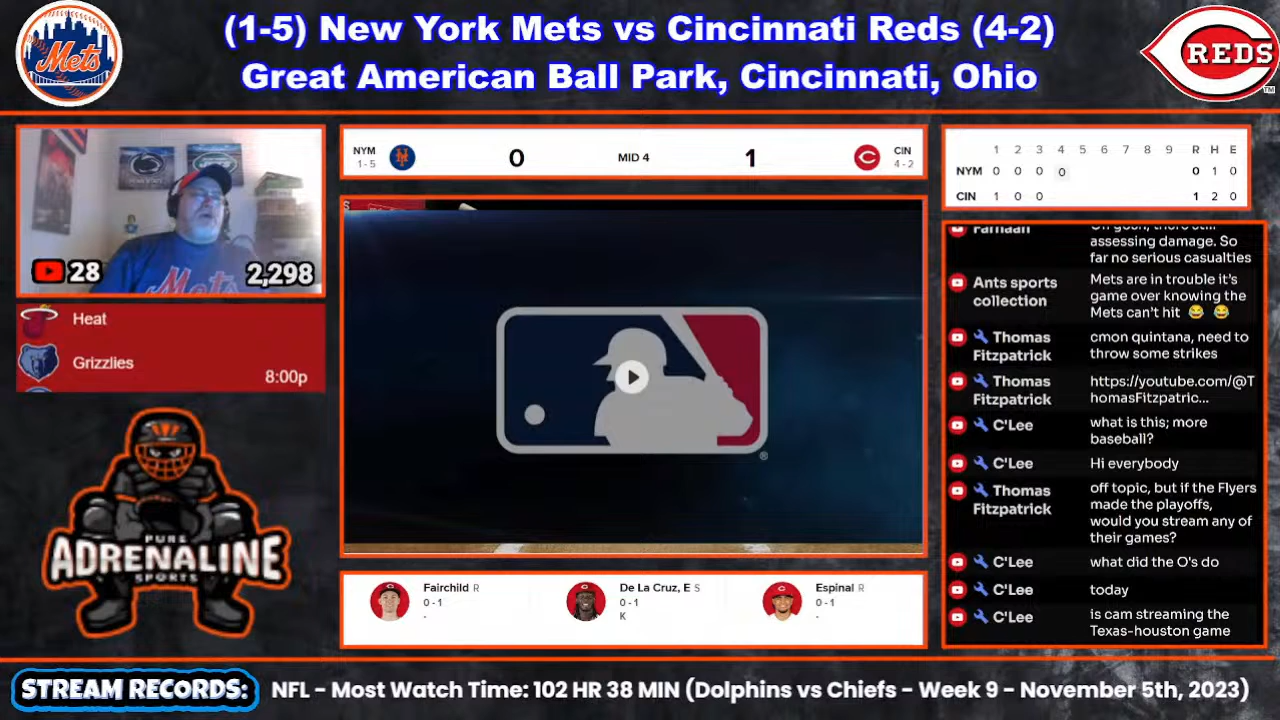 (1-5) New York Mets vs Cincinnati Reds (4-2)
Great American Ball Park, Cincinnati, Ohio
Mets
REDS
TM
PENN STATE
Mets
28
2,298
Heat
Grizzlies
8:00p
PURE
ADRENALINE
SPORTS
NYM
1-5
0
MID 4
1
CIN
4-2
®
Fairchild R
0-1
-
De La Cruz, E S
0-1
K
Espinal R
0-1
-
1 2 3 4 5 6 7 8 9 R H E
NYM 0 0 0 0 0 1 0
CIN 1 0 0 1 2 0
Farhaan
assessing damage. So
far no serious casualties
Ants sports
collection
Mets are in trouble it's
game over knowing the
Mets can't hit 😂 😂
Thomas
Fitzpatrick
cmon quintana, need to
throw some strikes
Thomas
Fitzpatrick
https://youtube.com/@T
homasFitzpatric...
C'Lee
what is this; more
baseball?
C'Lee
Hi everybody
Thomas
Fitzpatrick
off topic, but if the Flyers
made the playoffs,
would you stream any of
their games?
C'Lee
what did the O's do
C'Lee
today
C'Lee
is cam streaming the
Texas-houston game
STREAM RECORDS:
NFL - Most Watch Time: 102 HR 38 MIN (Dolphins vs Chiefs - Week 9 - November 5th, 2023)